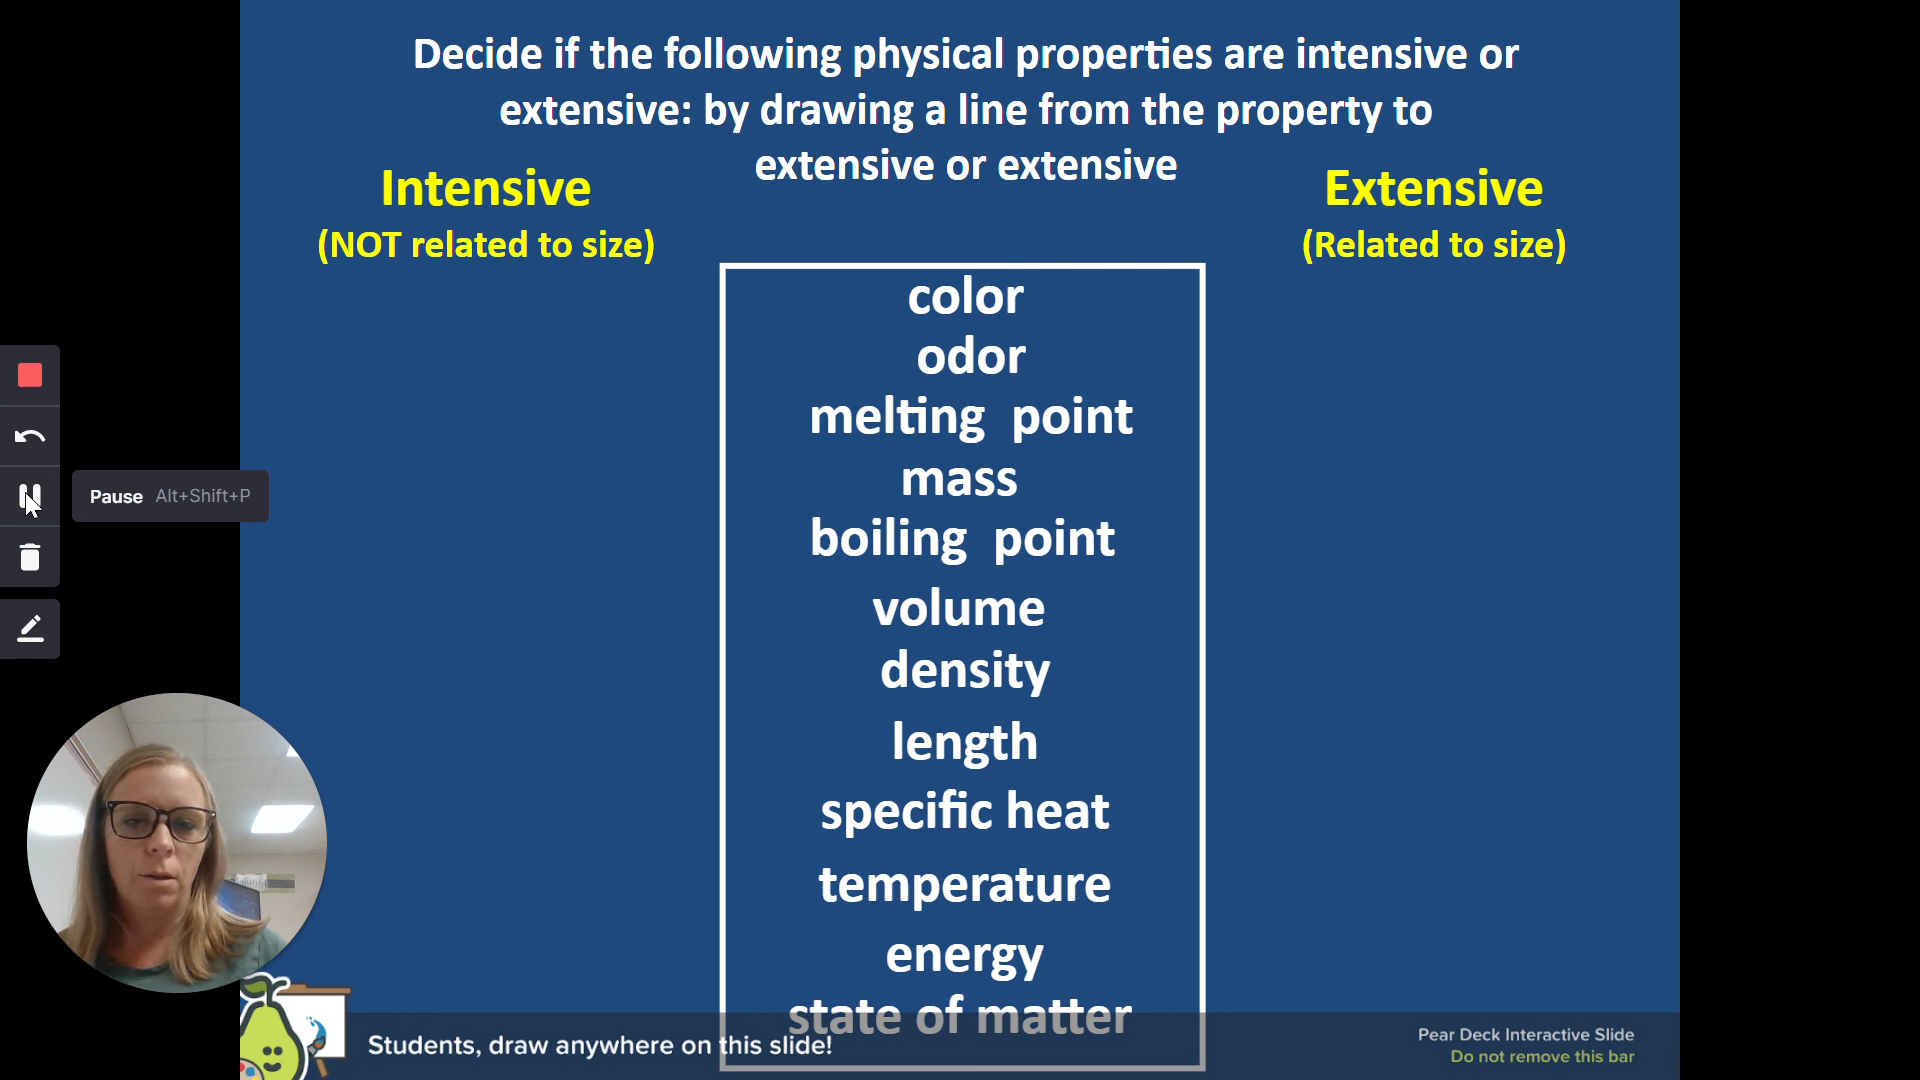 Decide if the following physical properties are intensive or
extensive: by drawing a line from the property to
extensive or extensive
Intensive
(NOT related to size)
Extensive
(Related to size)
color
odor
melting point
mass
boiling point
volume
density
length
specific heat
temperature
energy
state of matter
Pause Alt+Shift+P
Students, draw anywhere on this slide!
Pear Deck Interactive Slide
Do not remove this bar